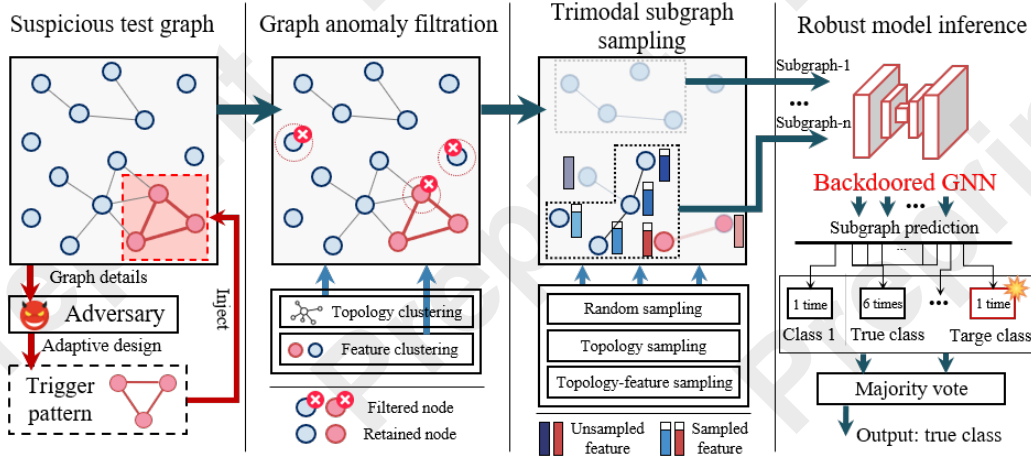 Suspicious test graph
Graph details
Adversary
Adaptive design
Trigger
pattern
Inject
Graph anomaly filtration
Topology clustering
Feature clustering
Filtered node
Retained node
Trimodal subgraph
sampling
Random sampling
Topology sampling
Topology-feature sampling
Unsampled
feature
Sampled
feature
Robust model inference
Subgraph-1
...
Subgraph-n
Backdoored GNN
...
Subgraph prediction
...
1 time
6 times
...
1 time
Class 1
True class
Targe class
Majority vote
Output: true class
Preprint
Preprint